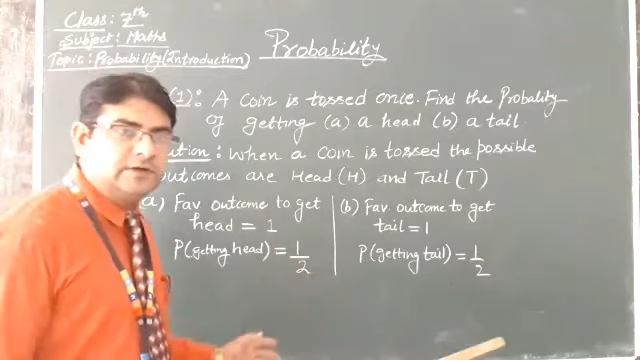 Class: 7th
Subject: Maths
Topic: Probability (Introduction)
Probability
(1): A Coin is tossed once. Find the Probality
of getting (a) a head (b) a tail
ution: When a Coin is tossed the possible
outcomes are Head (H) and Tail (T)
a) Fav outcome to get
head = 1
P(getting head) = 1/2
(b) Fav. outcome to get
tail = 1
P(getting tail) = 1/2